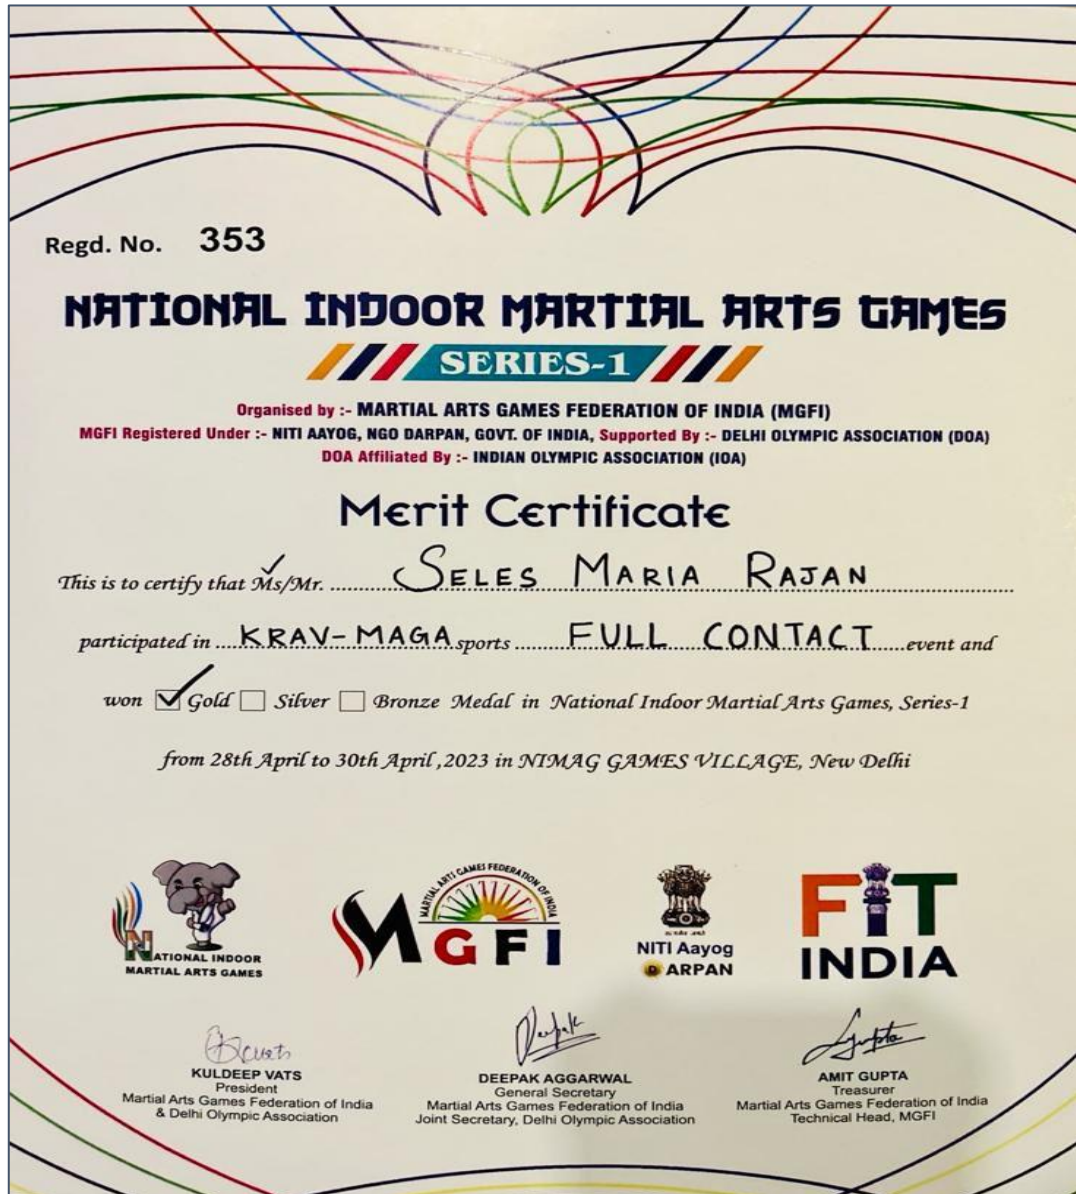 Regd. No. 353
NATIONAL INDOOR MARTIAL ARTS GAMES
SERIES-1
Organised by :- MARTIAL ARTS GAMES FEDERATION OF INDIA (MGFI)
MGFI Registered Under :- NITI AAYOG, NGO DARPAN, GOVT. OF INDIA, Supported By :- DELHI OLYMPIC ASSOCIATION (DOA)
DOA Affiliated By :- INDIAN OLYMPIC ASSOCIATION (IOA)
Merit Certificate
This is to certify that Ms/Mr. SELES MARIA RAJAN
participated in KRAV-MAGA sports FULL CONTACT event and
won Gold Silver Bronze Medal in National Indoor Martial Arts Games, Series-1
from 28th April to 30th April ,2023 in NIMAG GAMES VILLAGE, New Delhi
NATIONAL INDOOR
MARTIAL ARTS GAMES
MARTIAL ARTS GAMES FEDERATION OF INDIA
MGFI
NITI Aayog
DARPAN
FIT
INDIA
Deepak
Gupta
KULDEEP VATS
President
Martial Arts Games Federation of India
& Delhi Olympic Association
DEEPAK AGGARWAL
General Secretary
Martial Arts Games Federation of India
Joint Secretary, Delhi Olympic Association
AMIT GUPTA
Treasurer
Martial Arts Games Federation of India
Technical Head, MGFI